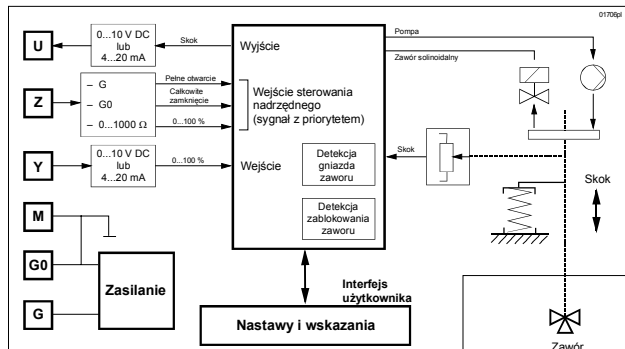 01706pl
U
0...10 V DC
lub
4...20 mA
Skok
Wyjście
Pompa
Zawór solinoidalny
Z
– G
– G0
– 0...1000 Ω
Pełne otwarcie
Całkowite
zamknięcie
0...100 %
Wejście sterowania
nadrzędnego
(sygnał z priorytetem)
Y
0...10 V DC
lub
4...20 mA
0...100 %
Wejście
Detekcja
gniazda
zaworu
Skok
Detekcja
zablokowania
zaworu
Skok
M
G0
G
Zasilanie
Interfejs
użytkownika
Nastawy i wskazania
Zawór